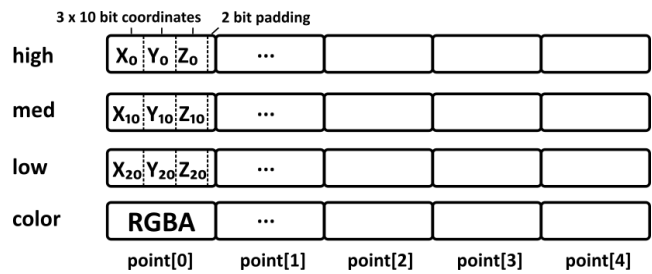 3 x 10 bit coordinates 2 bit padding
high X₀ Y₀ Z₀ ...
med X₁₀ Y₁₀ Z₁₀ ...
low X₂₀ Y₂₀ Z₂₀ ...
color RGBA ...
point[0] point[1] point[2] point[3] point[4]